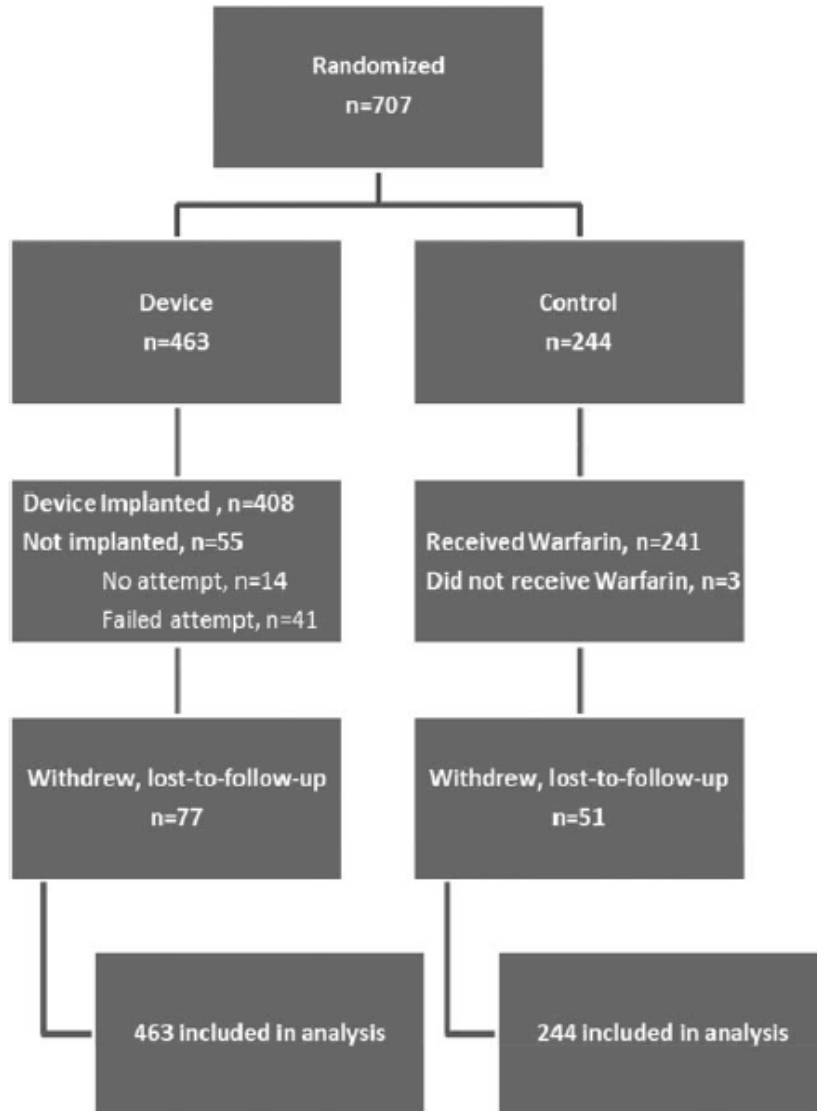 Randomized
n=707
Device
n=463
Control
n=244
Device Implanted , n=408
Not implanted, n=55
No attempt, n=14
Failed attempt, n=41
Received Warfarin, n=241
Did not receive Warfarin, n=3
Withdrew, lost-to-follow-up
n=77
Withdrew, lost-to-follow-up
n=51
463 included in analysis
244 included in analysis